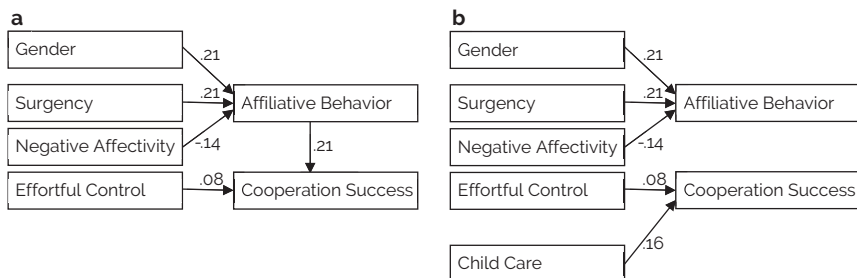 a
Gender
.21
Surgency
.21
Affiliative Behavior
Negative Affectivity
-.14
.21
Effortful Control
.08
Cooperation Success
b
Gender
.21
Surgency
.21
Affiliative Behavior
Negative Affectivity
-.14
Effortful Control
.08
Cooperation Success
.16
Child Care